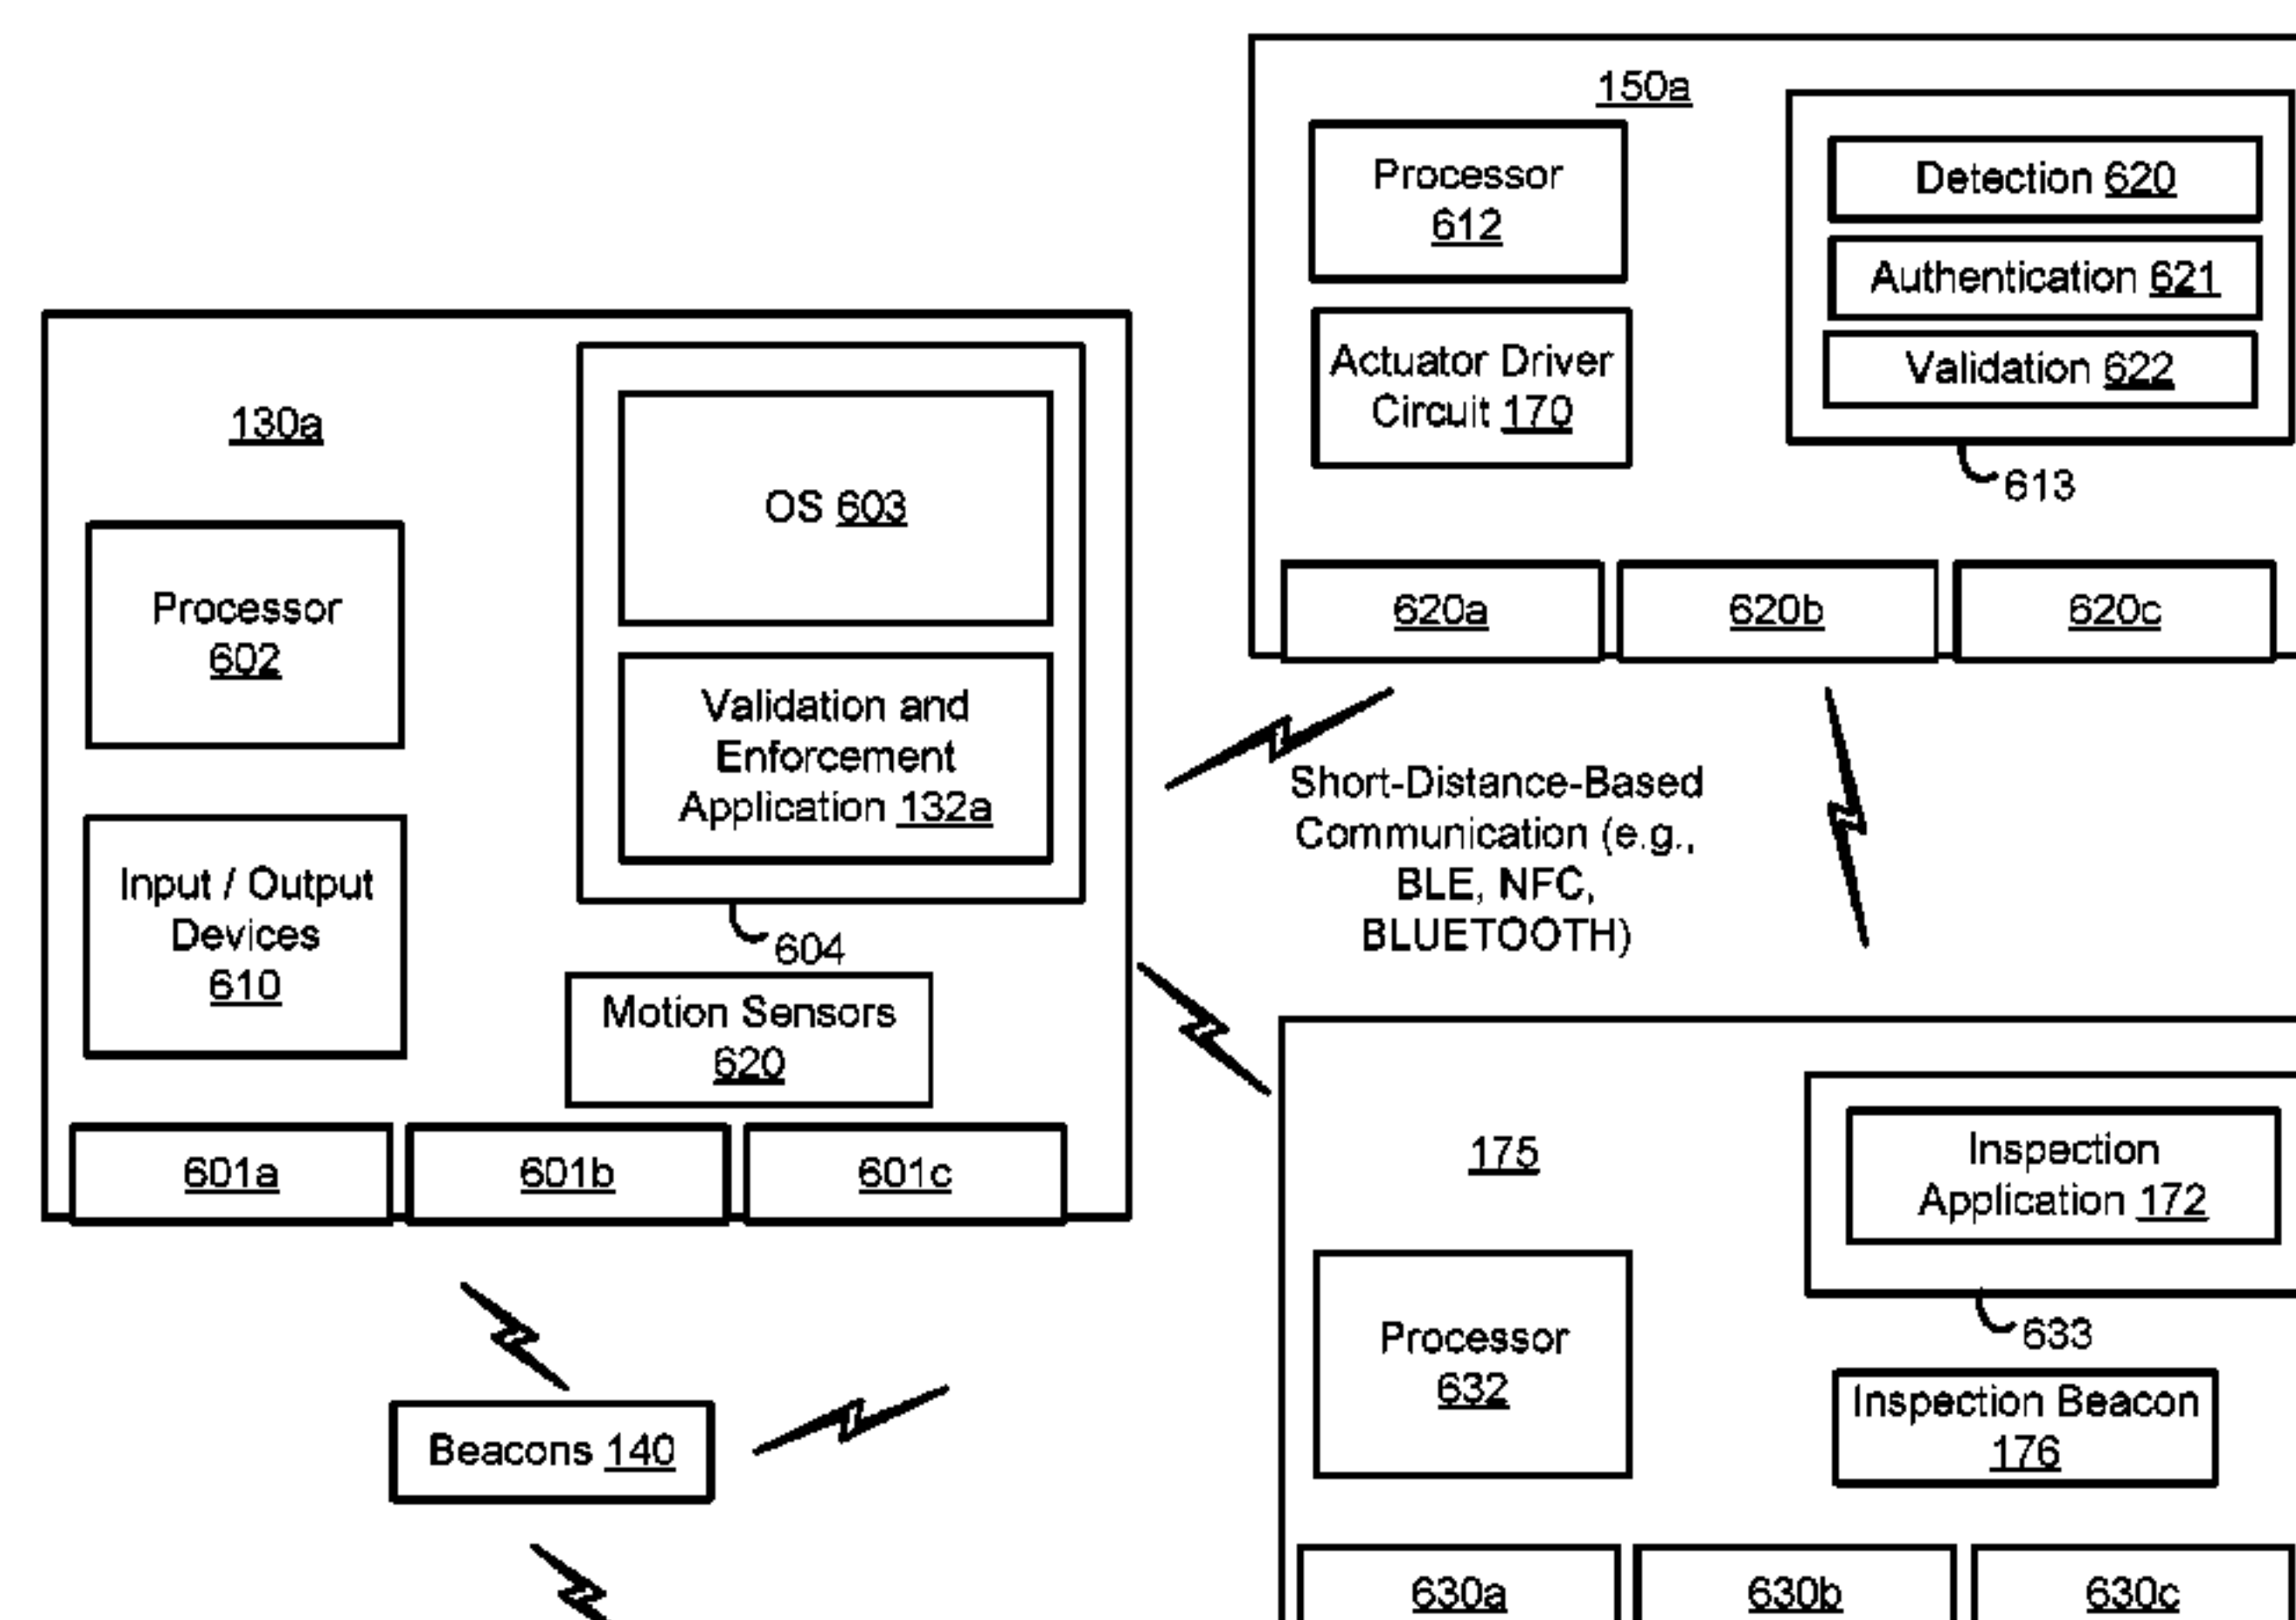 150a
Processor
612
Actuator Driver
Circuit 170
Detection 620
Authentication 621
Validation 622
613
620a
620b
620c
130a
Processor
602
Input / Output
Devices
610
OS 603
Validation and
Enforcement
Application 132a
604
Motion Sensors
620
601a
601b
601c
Short-Distance-Based
Communication (e.g.,
BLE, NFC,
BLUETOOTH)
175
Processor
632
Inspection
Application 172
633
Inspection Beacon
176
630a
630b
630c
Beacons 140